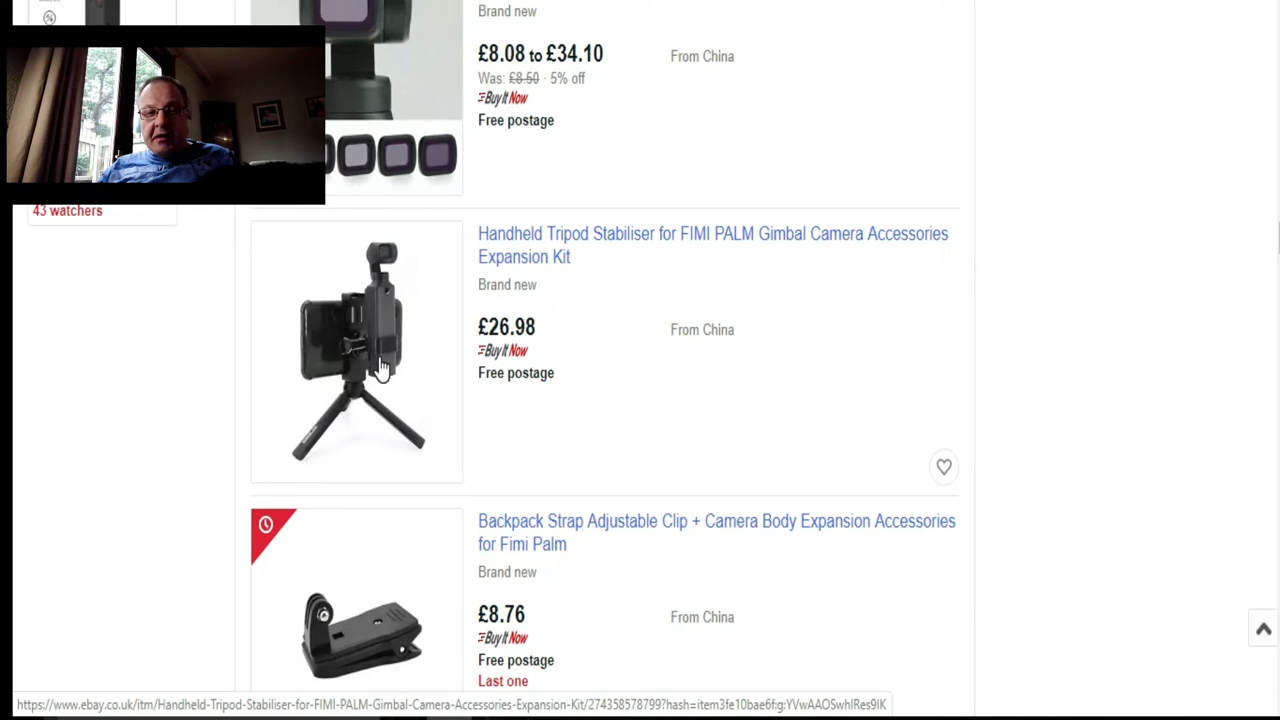 Brand new
£8.08 to £34.10
From China
Was: £8.50 · 5% off
Buy It Now
Free postage
43 watchers
Handheld Tripod Stabiliser for FIMI PALM Gimbal Camera Accessories
Expansion Kit
Brand new
£26.98
From China
Buy It Now
Free postage
Backpack Strap Adjustable Clip + Camera Body Expansion Accessories
for Fimi Palm
Brand new
£8.76
From China
Buy It Now
Free postage
Last one
https://www.ebay.co.uk/itm/Handheld-Tripod-Stabiliser-for-FIMI-PALM-Gimbal-Camera-Accessories-Expansion-Kit/274358578799?hash=item3fe10bae6f:g:YVwAAOSwhIRes9IK